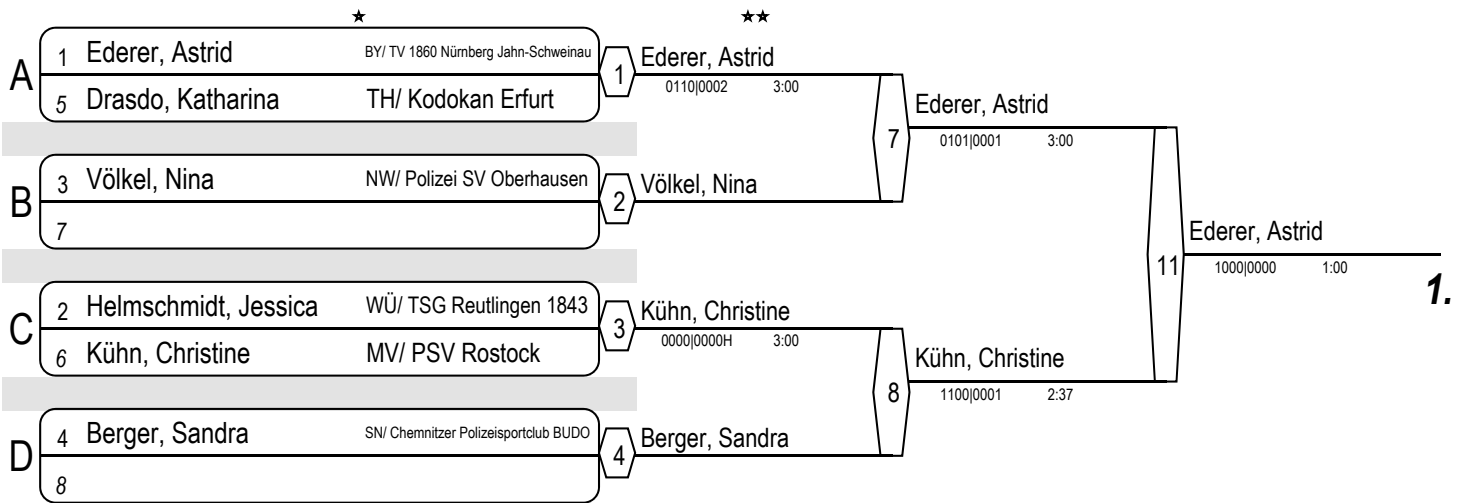 ★ ★★
A
1 Ederer, Astrid BY/ TV 1860 Nürnberg Jahn-Schweinau
5 Drasdo, Katharina TH/ Kodokan Erfurt
1
Ederer, Astrid
0110|0002 3:00
B
3 Völkel, Nina NW/ Polizei SV Oberhausen
7
2
Völkel, Nina
7
Ederer, Astrid
0101|0001 3:00
C
2 Helmschmidt, Jessica WÜ/ TSG Reutlingen 1843
6 Kühn, Christine MV/ PSV Rostock
3
Kühn, Christine
0000|0000H 3:00
D
4 Berger, Sandra SN/ Chemnitzer Polizeisportclub BUDO
8
4
Berger, Sandra
8
Kühn, Christine
1100|0001 2:37
11
Ederer, Astrid
1000|0000 1:00
1.